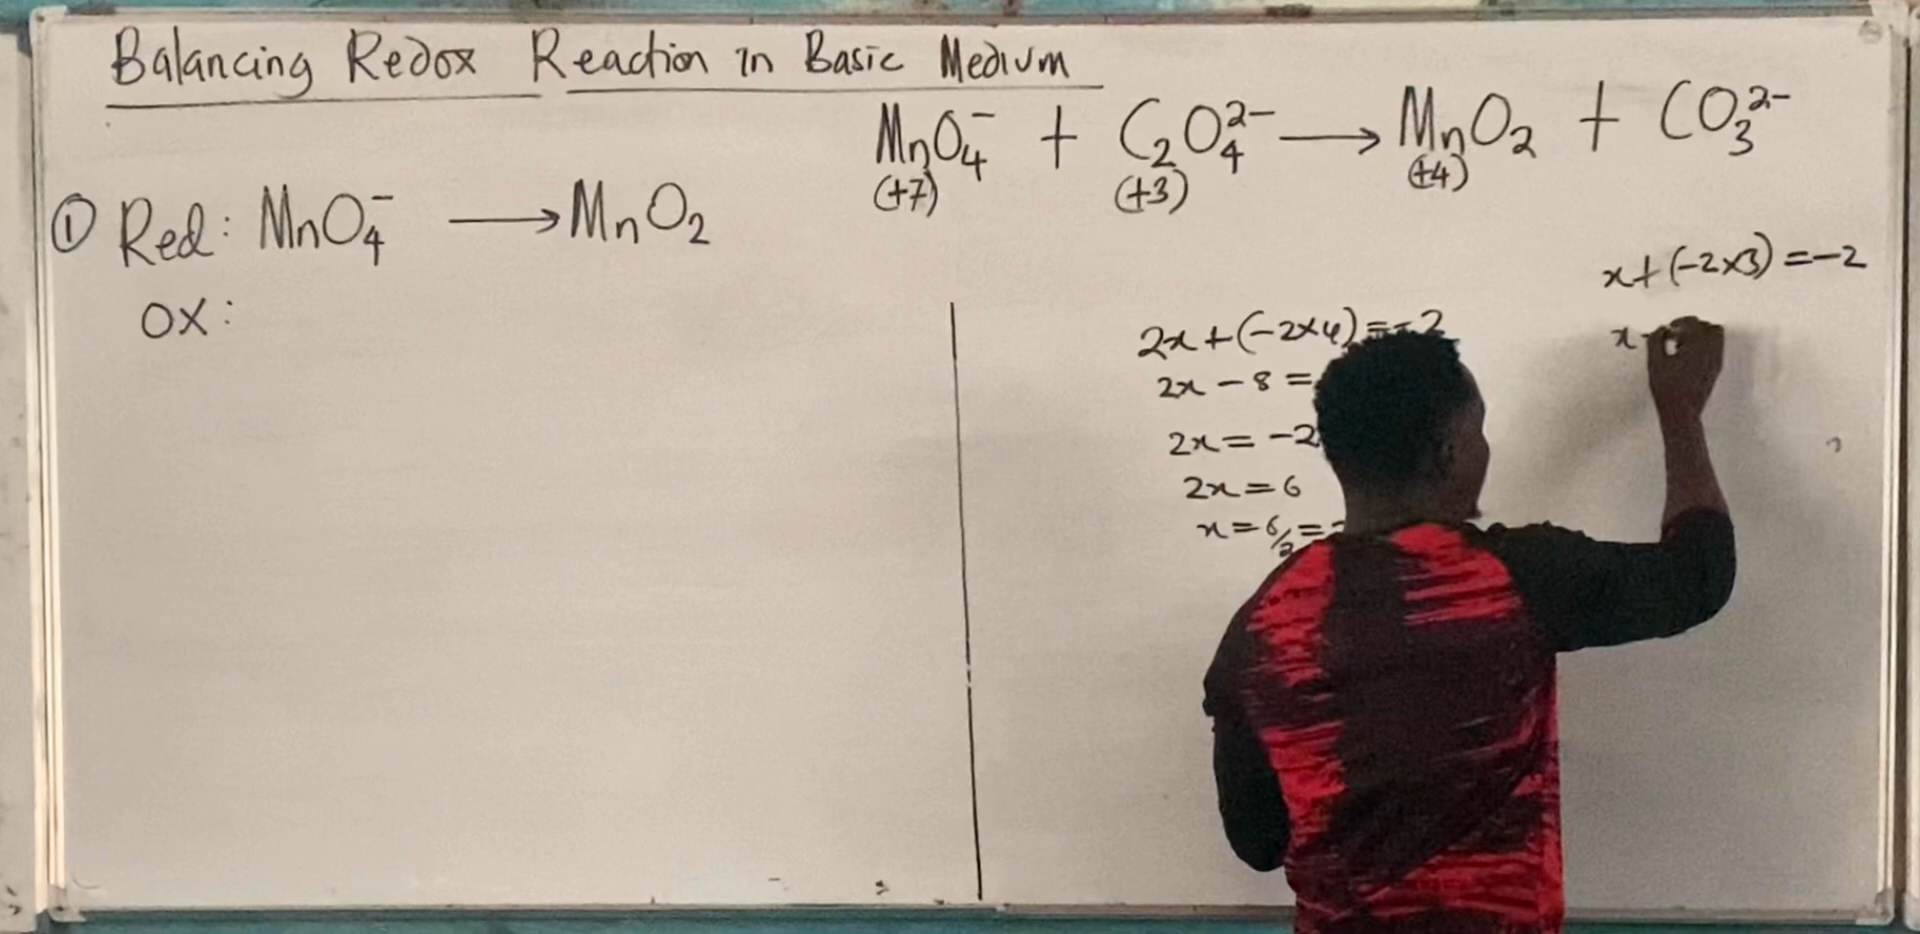 Balancing Redox Reaction in Basic Medium
MnO₄⁻ + C₂O₄²⁻ ⟶ MnO₂ + CO₃²⁻
(+7) (+3) (+4)
① Red: MnO₄⁻ ⟶ MnO₂
OX:
2x + (-2×4) = -2
2x - 8 =
2x = -2
2x = 6
x = 6/2 =
x + (-2×3) = -2
x -